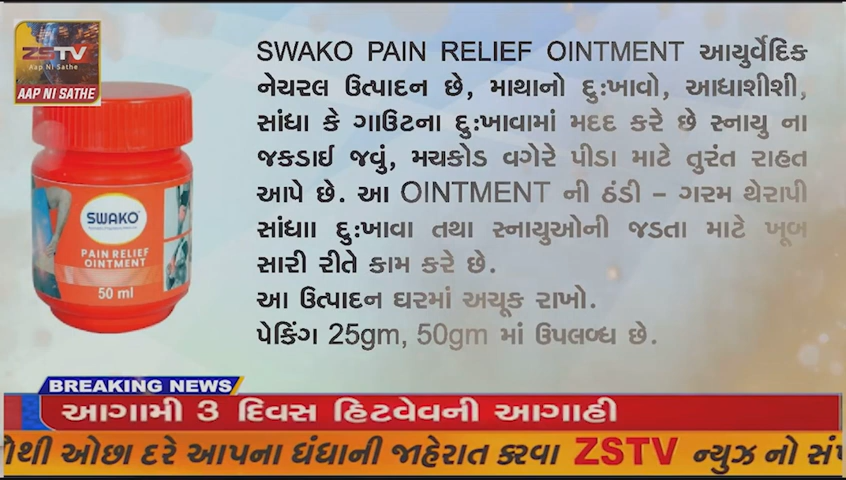 ZSTV
Aap Ni Sathe
AAP NI SATHE
SWAKO PAIN RELIEF OINTMENT આયુર્વેદિક
નેચરલ ઉત્પાદન છે, માથાનો દુઃખાવો, આધાશીશી,
સાંધા કે ગાઉટના દુઃખાવામાં મદદ કરે છે સ્નાયુ ના
જકડાઈ જવું, મચકોડ વગેરે પીડા માટે તુરંત રાહત
આપે છે. આ OINTMENT ની ઠંડી – ગરમ થેરાપી
સાંધાા દુઃખાવા તથા સ્નાયુઓની જડતા માટે ખૂબ
સારી રીતે કામ કરે છે.
આ ઉત્પાદન ઘરમાં અચૂક રાખો.
પેકિંગ 25gm, 50gm માં ઉપલબ્ધ છે.
SWAKO
PAIN RELIEF
OINTMENT
50 ml
BREAKING NEWS
આગામી 3 દિવસ હિટવેવની આગાહી
ઓછા દરે આપના ધંધાની જાહેરાત કરવા ZSTV ન્યુઝ નો